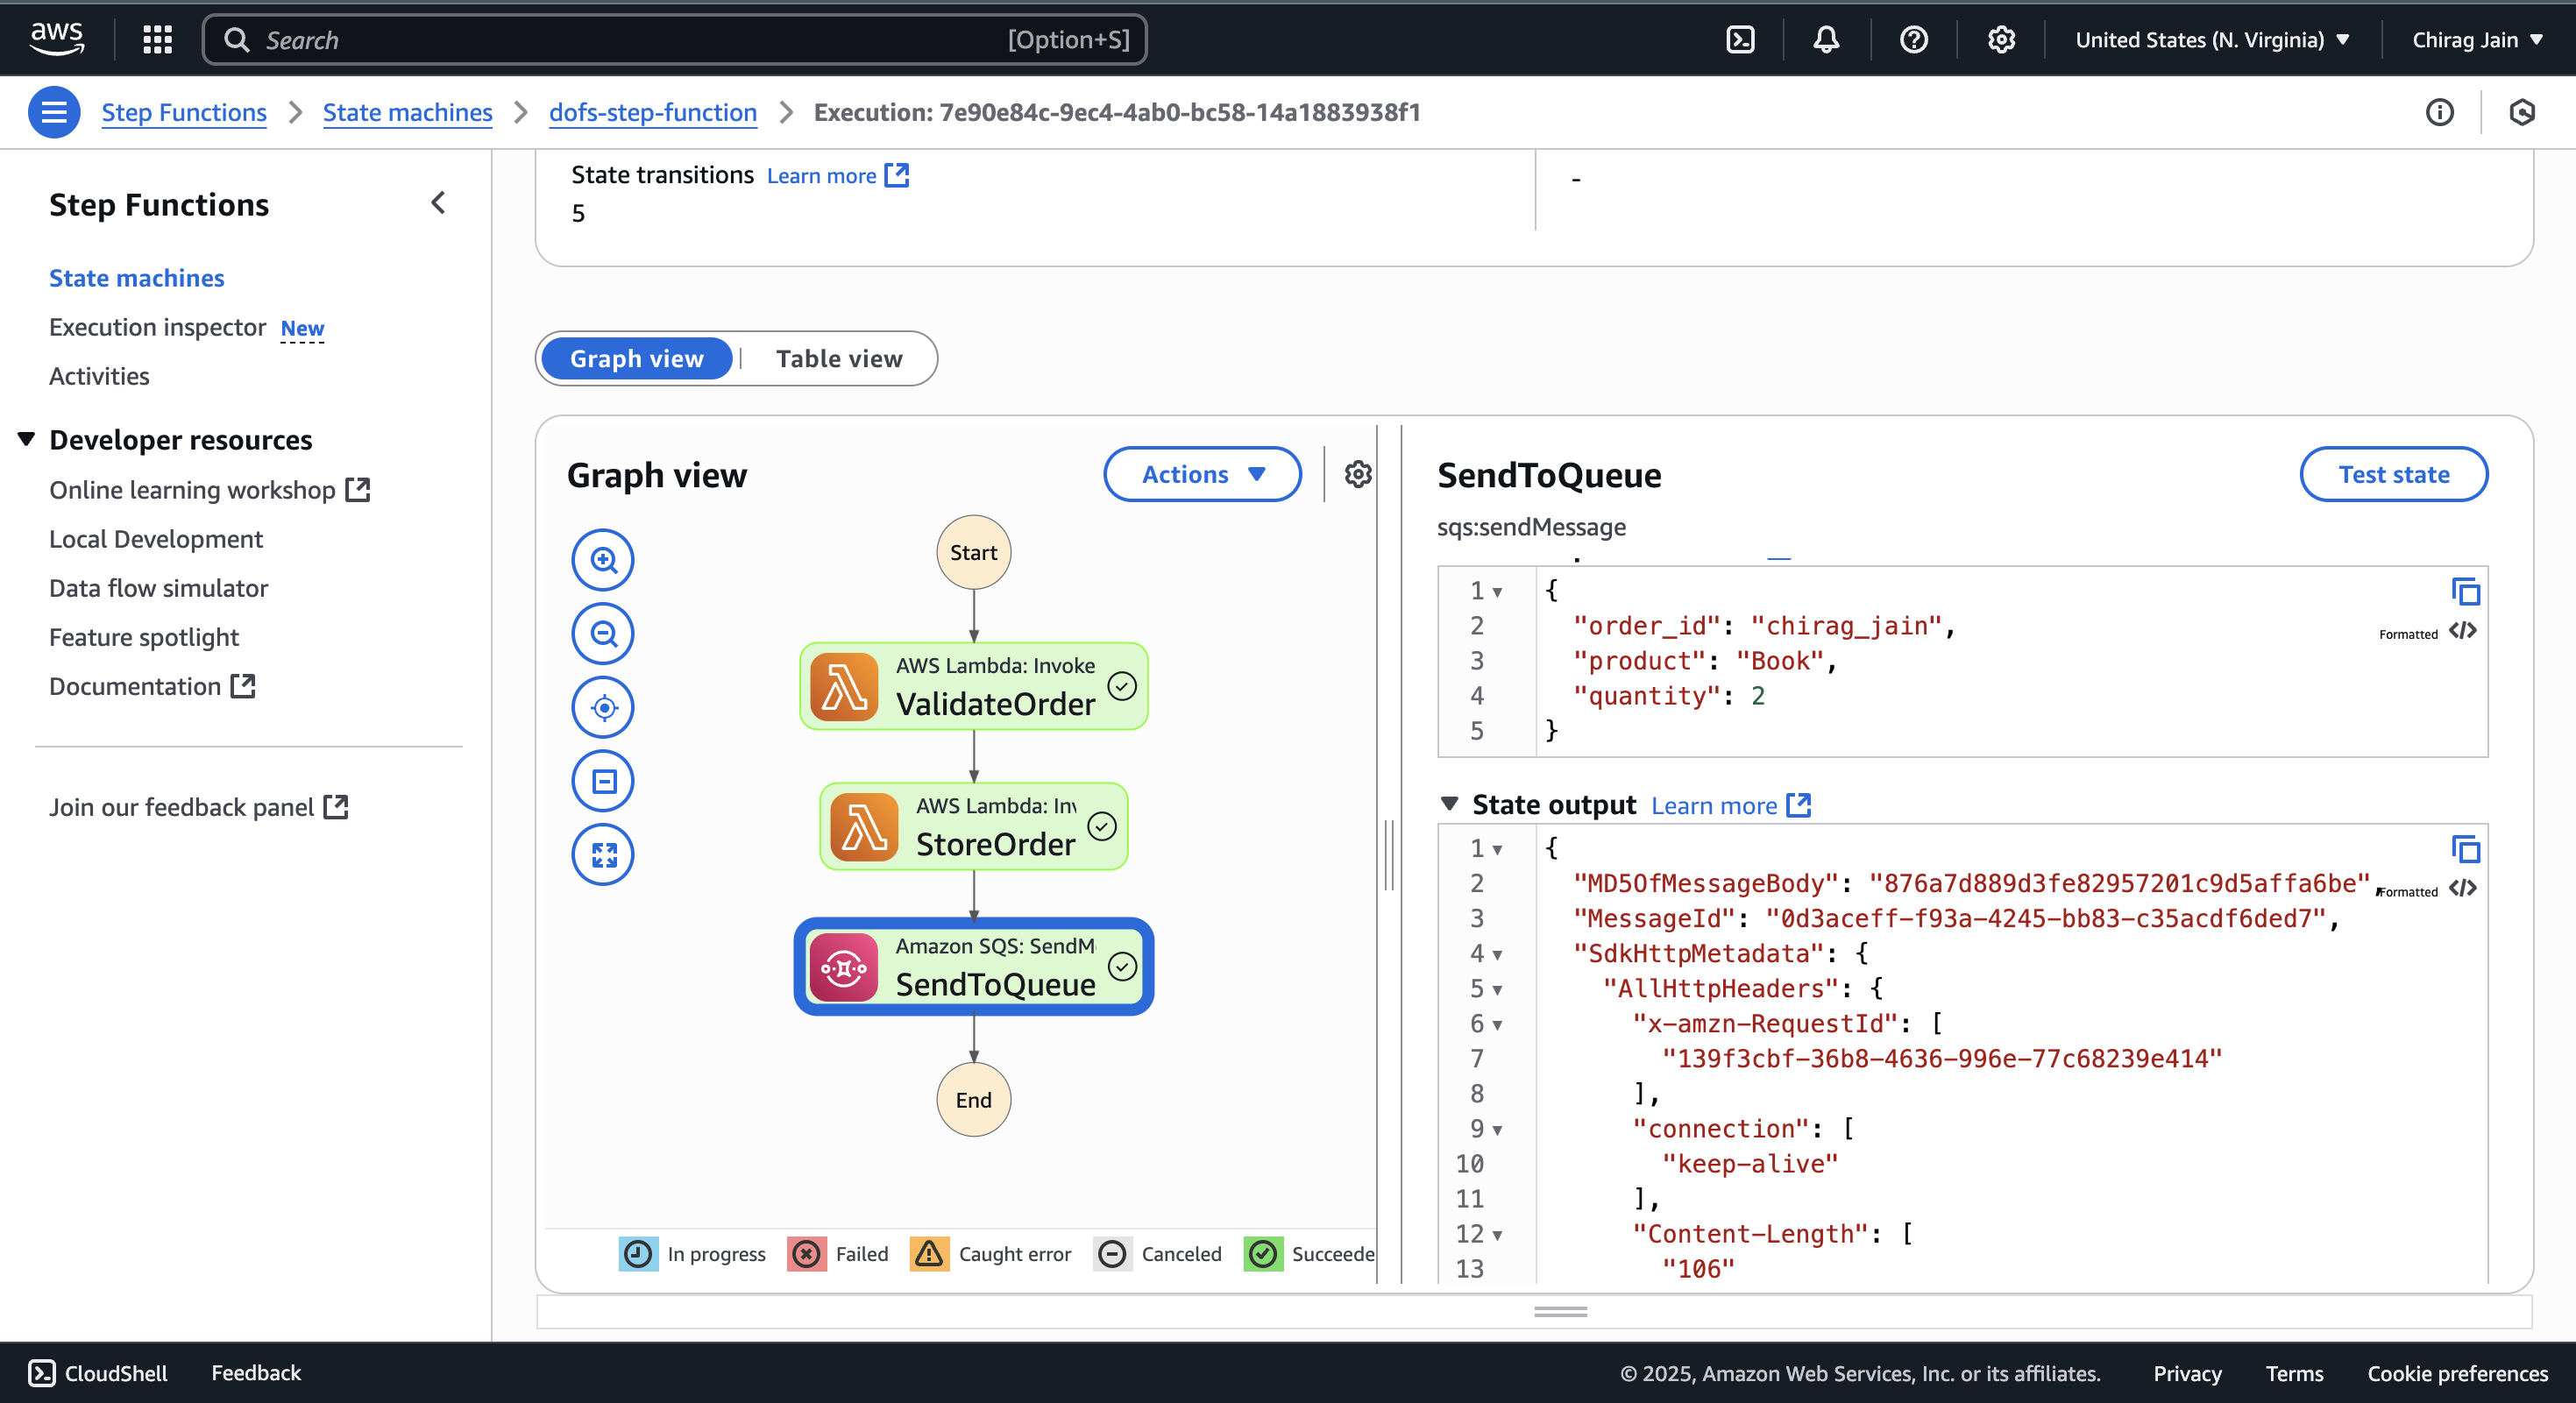 aws
Search [Option+S]
United States (N. Virginia)
Chirag Jain
Step Functions
State machines
dofs-step-function
Execution: 7e90e84c-9ec4-4ab0-bc58-14a1883938f1
Step Functions
State machines
Execution inspector New
Activities
Developer resources
Online learning workshop
Local Development
Data flow simulator
Feature spotlight
Documentation
Join our feedback panel
State transitions Learn more
5
-
Graph view | Table view
Graph view
Actions
Start
AWS Lambda: Invoke
ValidateOrder
AWS Lambda: Inv
StoreOrder
Amazon SQS: SendM
SendToQueue
End
In progress Failed Caught error Canceled Succeede
SendToQueue
Test state
sqs:sendMessage
1 {
2 "order_id": "chirag_jain",
Formatted
3 "product": "Book",
4 "quantity": 2
5 }
State output Learn more
1 {
2 "MD5OfMessageBody": "876a7d889d3fe82957201c9d5affa6be",
Formatted
3 "MessageId": "0d3aceff-f93a-4245-bb83-c35acdf6ded7",
4 "SdkHttpMetadata": {
5 "AllHttpHeaders": {
6 "x-amzn-RequestId": [
7 "139f3cbf-36b8-4636-996e-77c68239e414"
8 ],
9 "connection": [
10 "keep-alive"
11 ],
12 "Content-Length": [
13 "106"
CloudShell Feedback
© 2025, Amazon Web Services, Inc. or its affiliates. Privacy Terms Cookie preferences